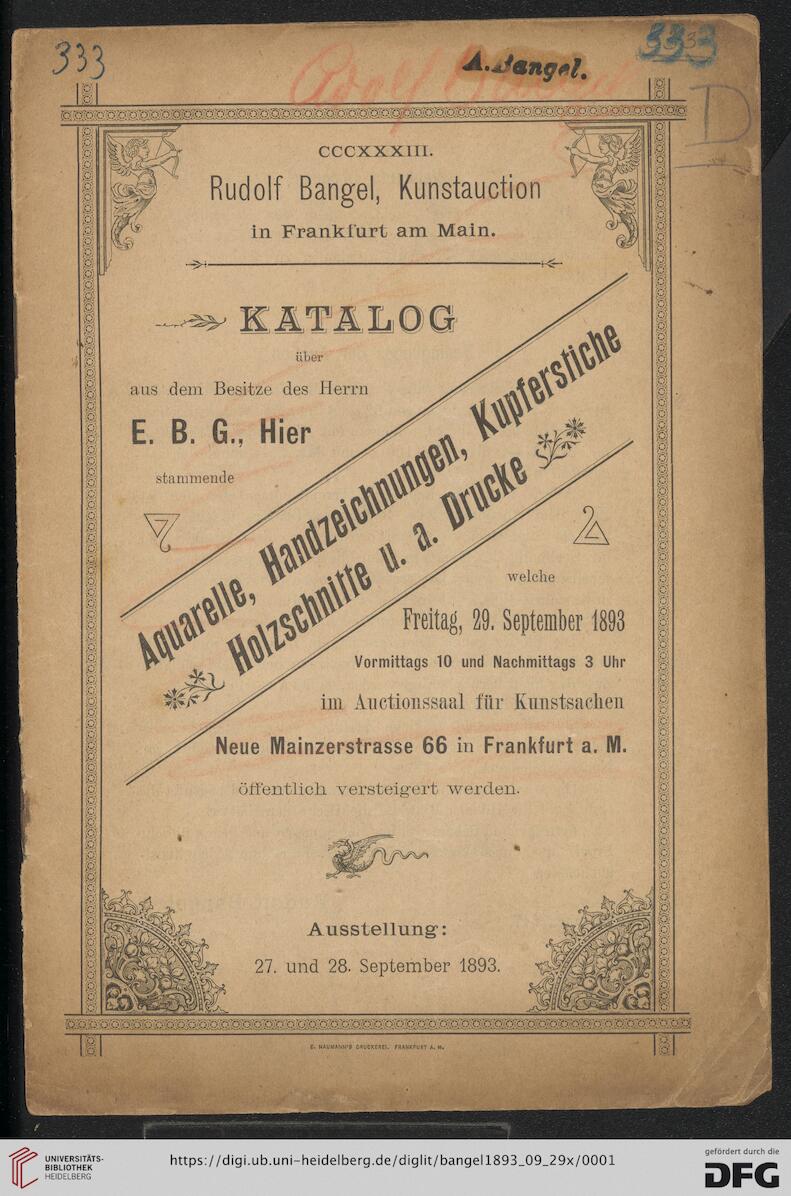 333
A. Bangel.
333
Adolf Bangel
D
CCCXXXIII.
Rudolf Bangel, Kunstauction
in Frankfurt am Main.
KATALOG
über
aus dem Besitze des Herrn
E. B. G., Hier
stammende
Aquarelle, Handzeichnungen, Kupferstiche
Holzschnitte u. a. Drucke
welche
Freitag, 29. September 1893
Vormittags 10 und Nachmittags 3 Uhr
im Auctionssaal für Kunstsachen
Neue Mainzerstrasse 66 in Frankfurt a. M.
öffentlich versteigert werden.
Ausstellung:
27. und 28. September 1893.
E. NAUMANN'S DRUCKEREI. FRANKFURT A. M.
UNIVERSITÄTS-
BIBLIOTHEK
HEIDELBERG
https://digi.ub.uni-heidelberg.de/diglit/bangel1893_09_29x/0001
gefördert durch die
DFG